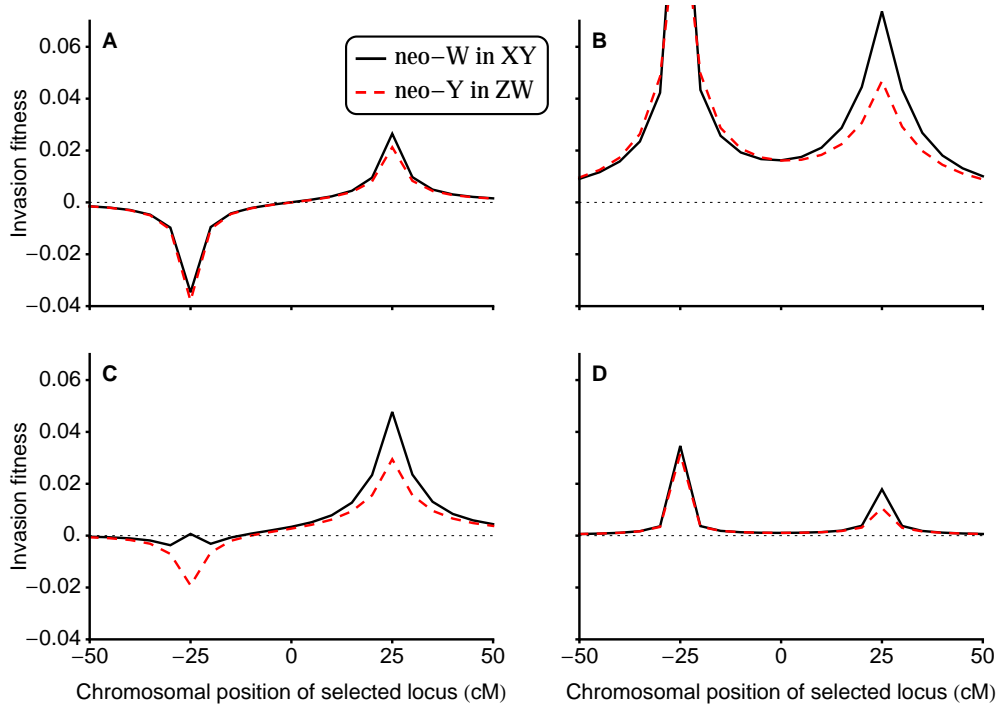 A
B
neo−W in XY
neo−Y in ZW
Invasion fitness
0.06
0.04
0.02
0.
−0.02
−0.04
C
D
Invasion fitness
0.06
0.04
0.02
0.
−0.02
−0.04
−50 −25 0 25 50
−50 −25 0 25 50
Chromosomal position of selected locus (cM)
Chromosomal position of selected locus (cM)